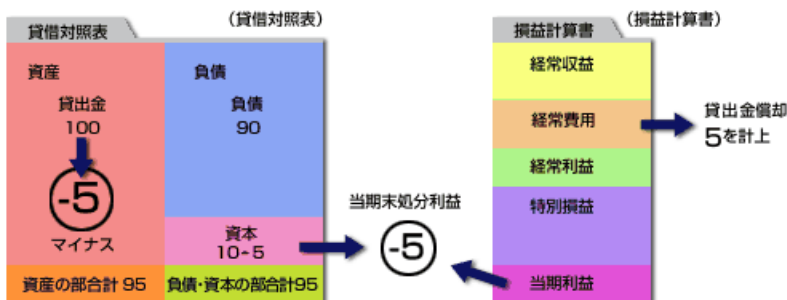 (貸借対照表)
貸借対照表
資産
貸出金
100
-5
マイナス
資産の部合計 95
負債
負債
90
資本
10-5
負債・資本の部合計95
当期末処分利益
-5
(損益計算書)
損益計算書
経常収益
経常費用
経常利益
特別損益
当期利益
貸出金償却
5を計上